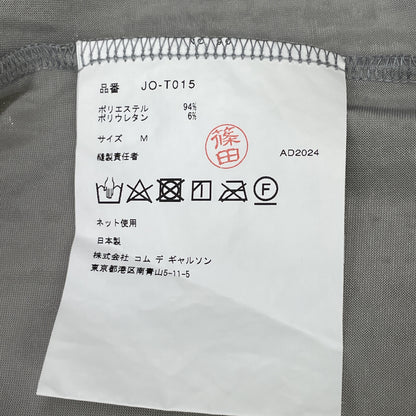 品番 JO-T015
ポリエステル 94%
ポリウレタン 6%
サイズ M
縫製責任者 篠田 AD2024
F
ネット使用
日本製
株式会社 コム デ ギャルソン
東京都港区南青山5-11-5